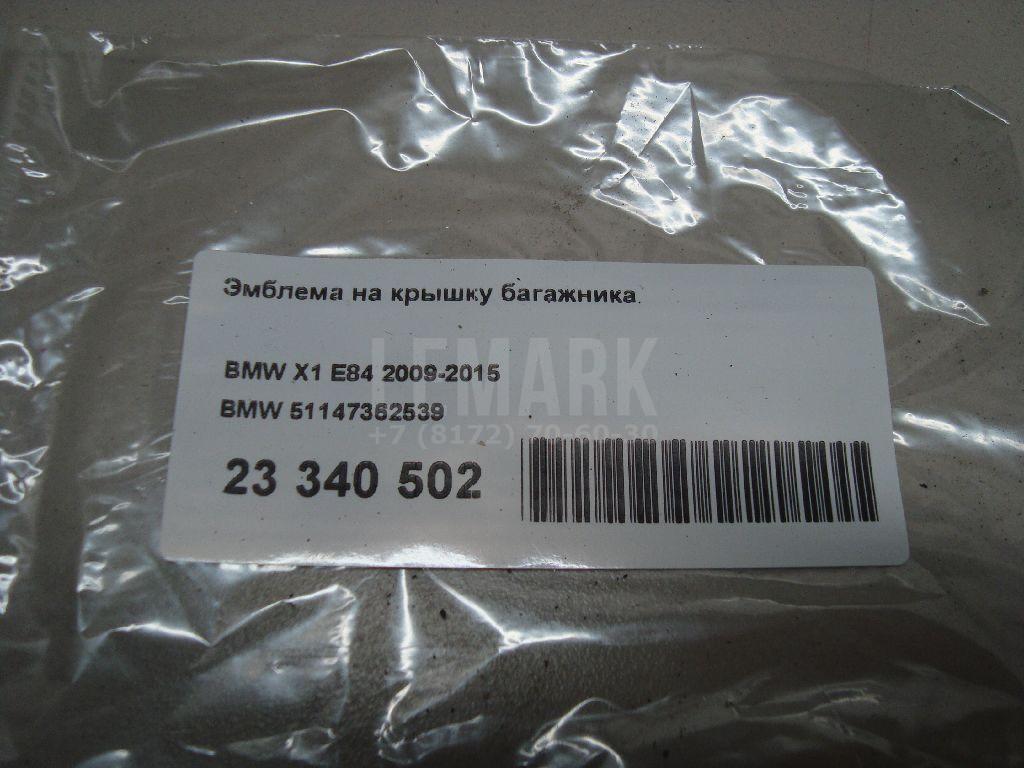 Эмблема на крышку багажника.
LEMARK
BMW X1 E84 2009-2015
BMW 51147362539
+7 (8172) 70-60-30
23 340 502